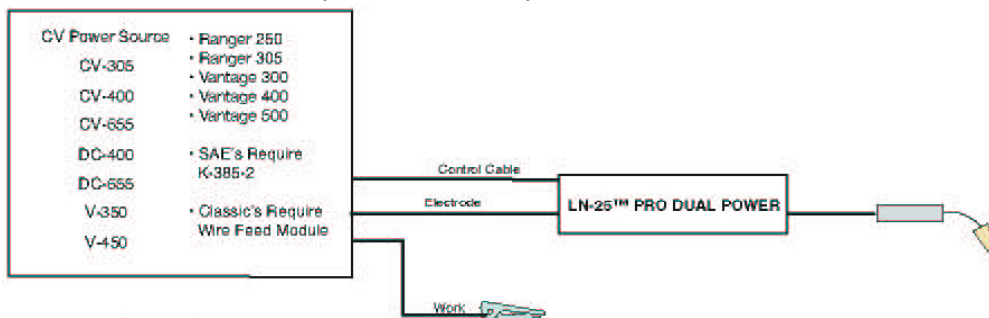 CV Power Source
CV-305
CV-400
CV-655
DC-400
DC-655
V-350
V-450
• Ranger 250
• Ranger 305
• Vantage 300
• Vantage 400
• Vantage 500
• SAE's Require
K-385-2
• Classic's Require
Wire Feed Module
Control Cable
Electrode
LN-25™ PRO DUAL POWER
Work